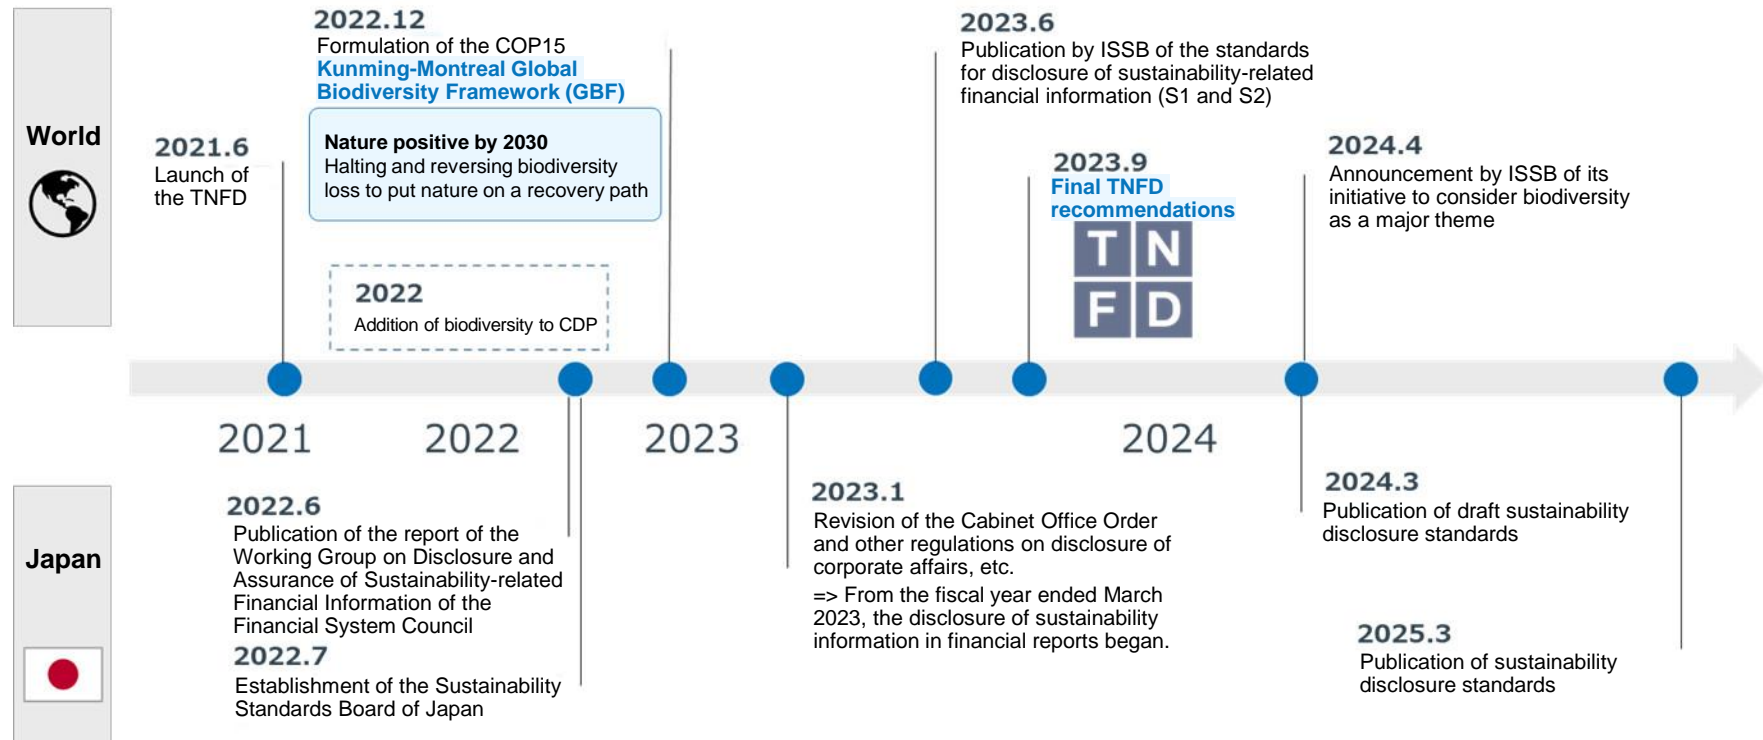 World
2021.6
Launch of
the TNFD
2022.12
Formulation of the COP15
Kunming-Montreal Global
Biodiversity Framework (GBF)
Nature positive by 2030
Halting and reversing biodiversity
loss to put nature on a recovery path
2022
Addition of biodiversity to CDP
2023.6
Publication by ISSB of the standards
for disclosure of sustainability-related
financial information (S1 and S2)
2023.9
Final TNFD
recommendations
T N
F D
2024.4
Announcement by ISSB of its
initiative to consider biodiversity
as a major theme
2021
2022
2023
2024
Japan
2022.6
Publication of the report of the
Working Group on Disclosure and
Assurance of Sustainability-related
Financial Information of the
Financial System Council
2022.7
Establishment of the Sustainability
Standards Board of Japan
2023.1
Revision of the Cabinet Office Order
and other regulations on disclosure of
corporate affairs, etc.
=> From the fiscal year ended March
2023, the disclosure of sustainability
information in financial reports began.
2024.3
Publication of draft sustainability
disclosure standards
2025.3
Publication of sustainability
disclosure standards